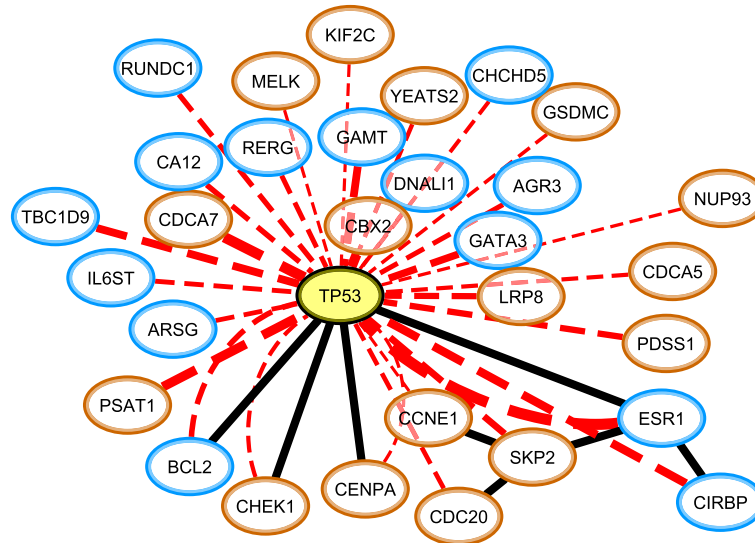 KIF2C
RUNDC1
MELK
CHCHD5
YEATS2
GSDMC
GAMT
RERG
CA12
DNALI1
AGR3
NUP93
TBC1D9
CDCA7
CBX2
GATA3
IL6ST
CDCA5
TP53
LRP8
ARSG
PDSS1
PSAT1
CCNE1
ESR1
BCL2
SKP2
CENPA
CHEK1
CIRBP
CDC20